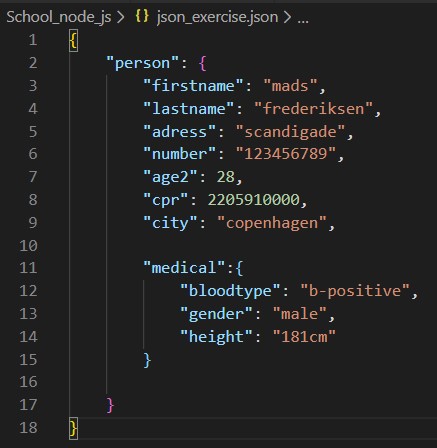 School_node_js > {} json_exercise.json > ...
1 {
2 "person": {
3 "firstname": "mads",
4 "lastname": "frederiksen",
5 "adress": "scandigade",
6 "number": "123456789",
7 "age2": 28,
8 "cpr": 2205910000,
9 "city": "copenhagen",
10
11 "medical":{
12 "bloodtype": "b-positive",
13 "gender": "male",
14 "height": "181cm"
15 }
16
17 }
18 }